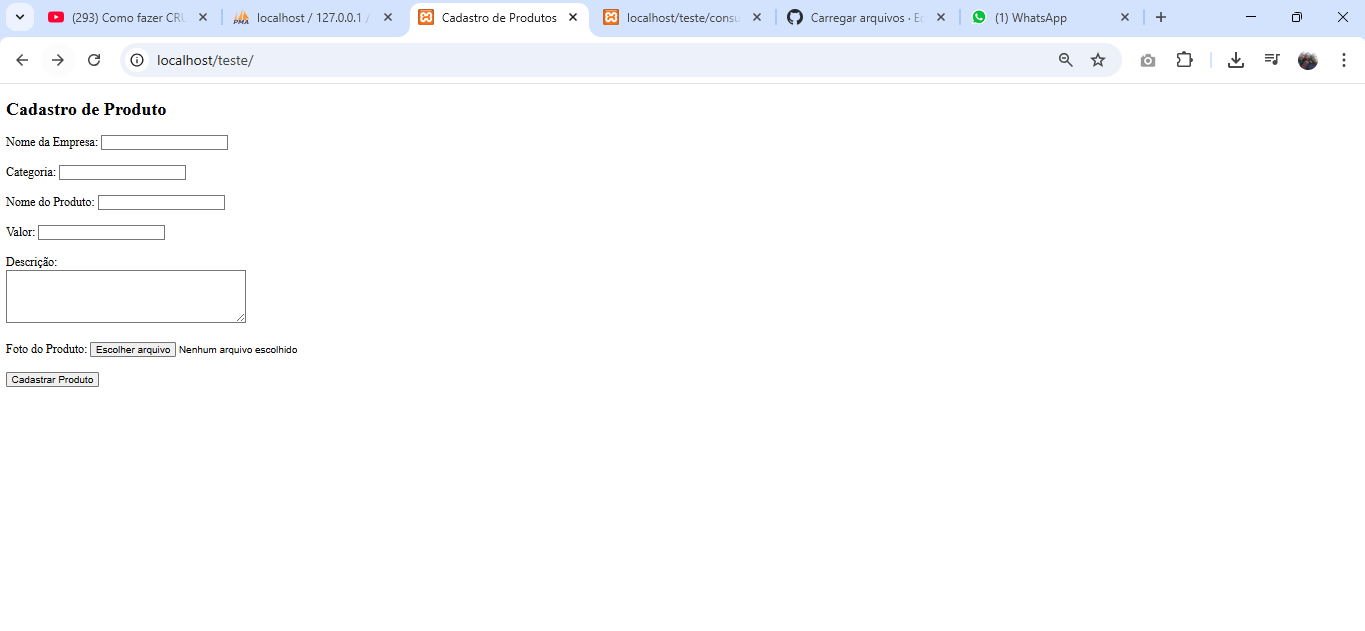 (293) Como fazer CRU
localhost / 127.0.0.1 /
Cadastro de Produtos
localhost/teste/consu
Carregar arquivos · Ed
(1) WhatsApp
localhost/teste/
Cadastro de Produto
Nome da Empresa:
Categoria:
Nome do Produto:
Valor:
Descrição:
Foto do Produto: Escolher arquivo Nenhum arquivo escolhido
Cadastrar Produto